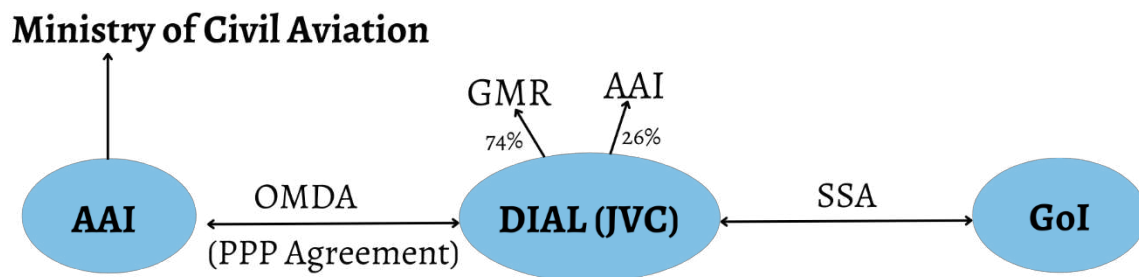 Ministry of Civil Aviation
GMR
AAI
74%
26%
AAI
OMDA
(PPP Agreement)
DIAL (JVC)
SSA
GoI